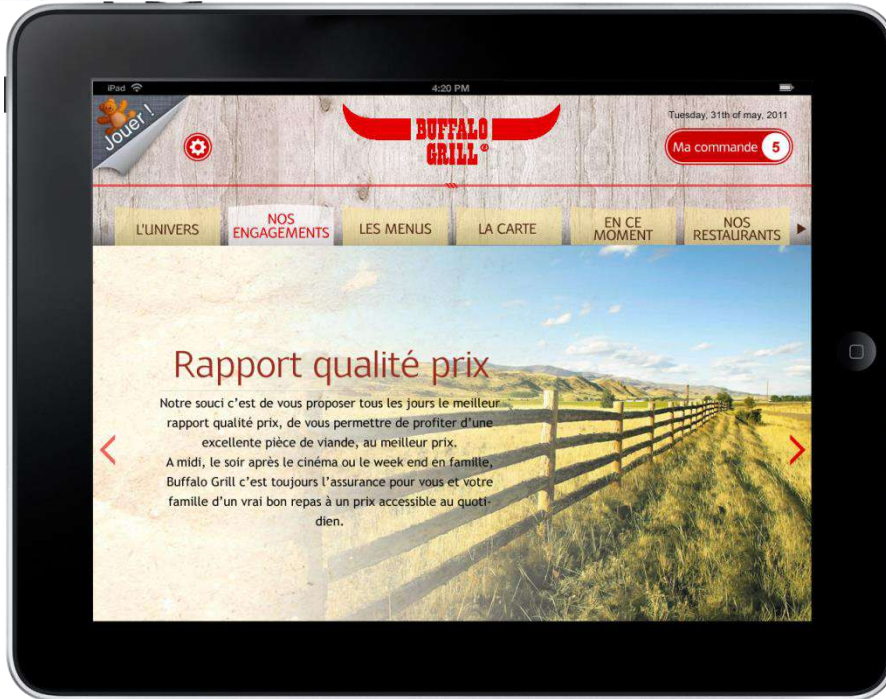 iPad
4:20 PM
Jouer !
BUFFALO
GRILL®
Tuesday, 31th of may, 2011
Ma commande 5
L'UNIVERS
NOS
ENGAGEMENTS
LES MENUS
LA CARTE
EN CE
MOMENT
NOS
RESTAURANTS
Rapport qualité prix
Notre souci c'est de vous proposer tous les jours le meilleur
rapport qualité prix, de vous permettre de profiter d'une
excellente pièce de viande, au meilleur prix.
A midi, le soir après le cinéma ou le week end en famille,
Buffalo Grill c'est toujours l'assurance pour vous et votre
famille d'un vrai bon repas à un prix accessible au quoti-
dien.